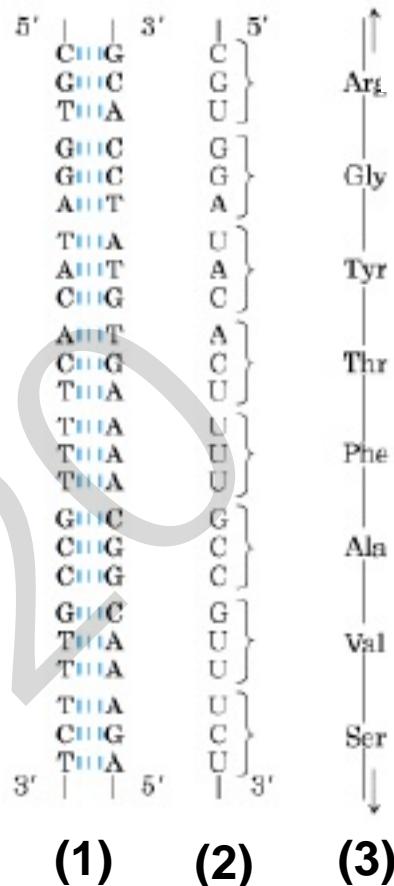 5' 3' 5'
C G C
G C G Arg
T A U
G C G
G C G Gly
A T A
T A U
A T A Tyr
C G C
A T A
C G C Thr
T A U
T A U
T A U Phe
T A U
G C G
C G C Ala
C G C
G C G
T A U Val
T A U
T A U
C G C Ser
T A U
3' 5' 3'
(1) (2) (3)